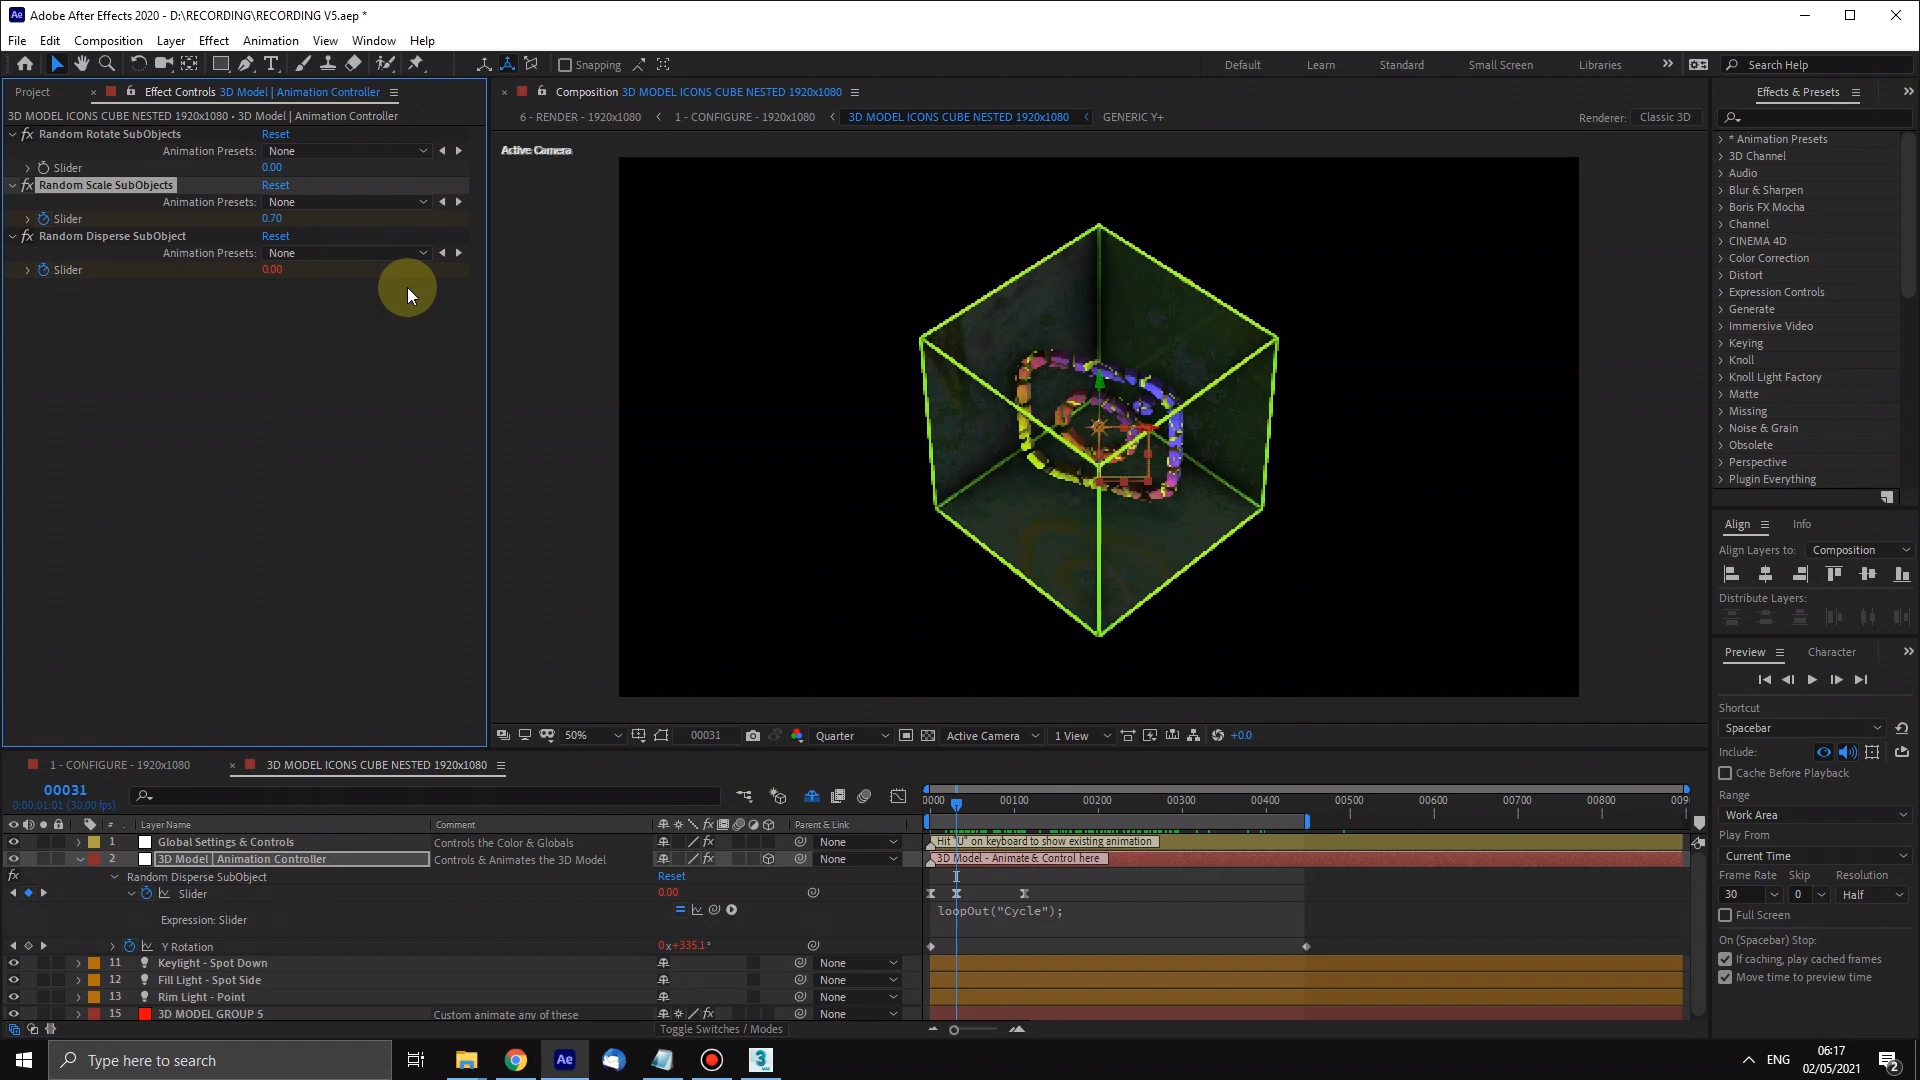 Adobe After Effects 2020 - D:\RECORDING\RECORDING V5.aep *
File Edit Composition Layer Effect Animation View Window Help
Snapping Default Learn Standard Small Screen Libraries Search Help
Project Effect Controls 3D Model | Animation Controller
3D MODEL ICONS CUBE NESTED 1920x1080 • 3D Model | Animation Controller
fx Random Rotate SubObjects Reset
Animation Presets: None
Slider 0.00
fx Random Scale SubObjects Reset
Animation Presets: None
Slider 0.70
fx Random Disperse SubObject Reset
Animation Presets: None
Slider 0.00
Composition 3D MODEL ICONS CUBE NESTED 1920x1080
6 - RENDER - 1920x1080 1 - CONFIGURE - 1920x1080 3D MODEL ICONS CUBE NESTED 1920x1080 GENERIC Y+ Renderer: Classic 3D
Active Camera
50% 00031 Quarter Active Camera 1 View +0.0
Effects & Presets
* Animation Presets
3D Channel
Audio
Blur & Sharpen
Boris FX Mocha
Channel
CINEMA 4D
Color Correction
Distort
Expression Controls
Generate
Immersive Video
Keying
Knoll
Knoll Light Factory
Matte
Missing
Noise & Grain
Obsolete
Perspective
Plugin Everything
Align Info
Align Layers to: Composition
Distribute Layers:
Preview Character
Shortcut
Spacebar
Include:
Cache Before Playback
Range
Work Area
Play From
Current Time
Frame Rate Skip Resolution
30 0 Half
Full Screen
On (Spacebar) Stop:
If caching, play cached frames
Move time to preview time
1 - CONFIGURE - 1920x1080 3D MODEL ICONS CUBE NESTED 1920x1080
00031
0:00:01:01 (30.00 fps)
0000 00100 00200 00300 00400 00500 00600 00700 00800 090
# Layer Name Comment fx Parent & Link
1 Global Settings & Controls Controls the Color & Globals None Hit "U" on keyboard to show existing animation
2 3D Model | Animation Controller Controls & Animates the 3D Model fx None 3D Model - Animate & Control here
fx Random Disperse SubObject Reset
Slider 0.00
Expression: Slider loopOut("Cycle");
Y Rotation 0x+335.1°
11 Keylight - Spot Down None
12 Fill Light - Spot Side None
13 Rim Light - Point None
15 3D MODEL GROUP 5 Custom animate any of these fx None
Toggle Switches / Modes
Type here to search Ae 3 MAX ENG 06:17
02/05/2021 2